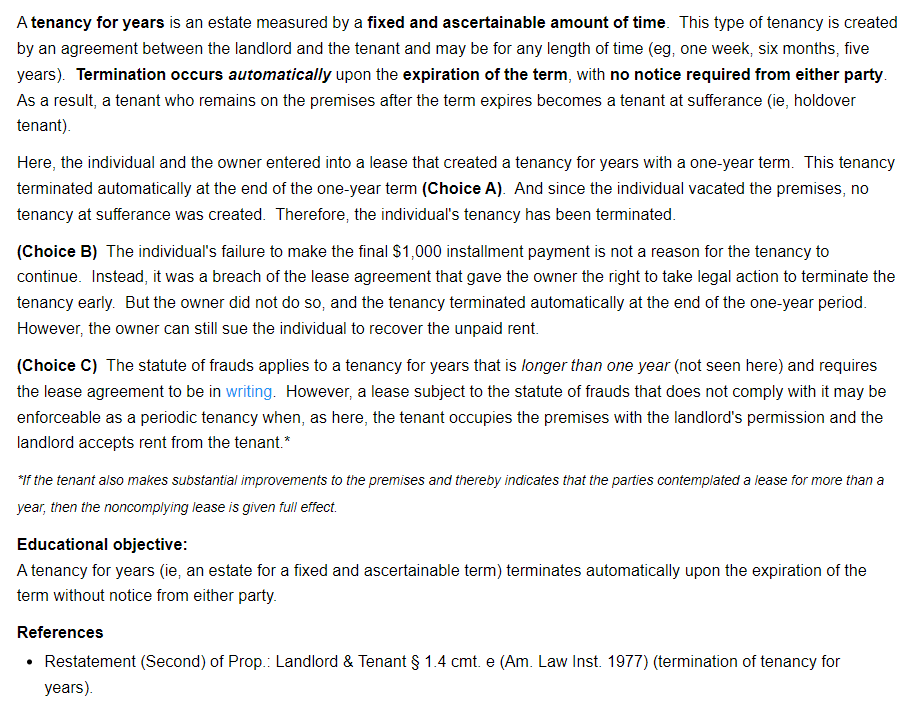 A tenancy for years is an estate measured by a fixed and ascertainable amount of time. This type of tenancy is created
by an agreement between the landlord and the tenant and may be for any length of time (eg, one week, six months, five
years). Termination occurs automatically upon the expiration of the term, with no notice required from either party.
As a result, a tenant who remains on the premises after the term expires becomes a tenant at sufferance (ie, holdover
tenant).
Here, the individual and the owner entered into a lease that created a tenancy for years with a one-year term. This tenancy
terminated automatically at the end of the one-year term (Choice A). And since the individual vacated the premises, no
tenancy at sufferance was created. Therefore, the individual's tenancy has been terminated.
(Choice B) The individual's failure to make the final $1,000 installment payment is not a reason for the tenancy to
continue. Instead, it was a breach of the lease agreement that gave the owner the right to take legal action to terminate the
tenancy early. But the owner did not do so, and the tenancy terminated automatically at the end of the one-year period.
However, the owner can still sue the individual to recover the unpaid rent.
(Choice C) The statute of frauds applies to a tenancy for years that is longer than one year (not seen here) and requires
the lease agreement to be in writing. However, a lease subject to the statute of frauds that does not comply with it may be
enforceable as a periodic tenancy when, as here, the tenant occupies the premises with the landlord's permission and the
landlord accepts rent from the tenant.*
*If the tenant also makes substantial improvements to the premises and thereby indicates that the parties contemplated a lease for more than a
year, then the noncomplying lease is given full effect.
Educational objective:
A tenancy for years (ie, an estate for a fixed and ascertainable term) terminates automatically upon the expiration of the
term without notice from either party.
References
• Restatement (Second) of Prop.: Landlord & Tenant § 1.4 cmt. e (Am. Law Inst. 1977) (termination of tenancy for
years).